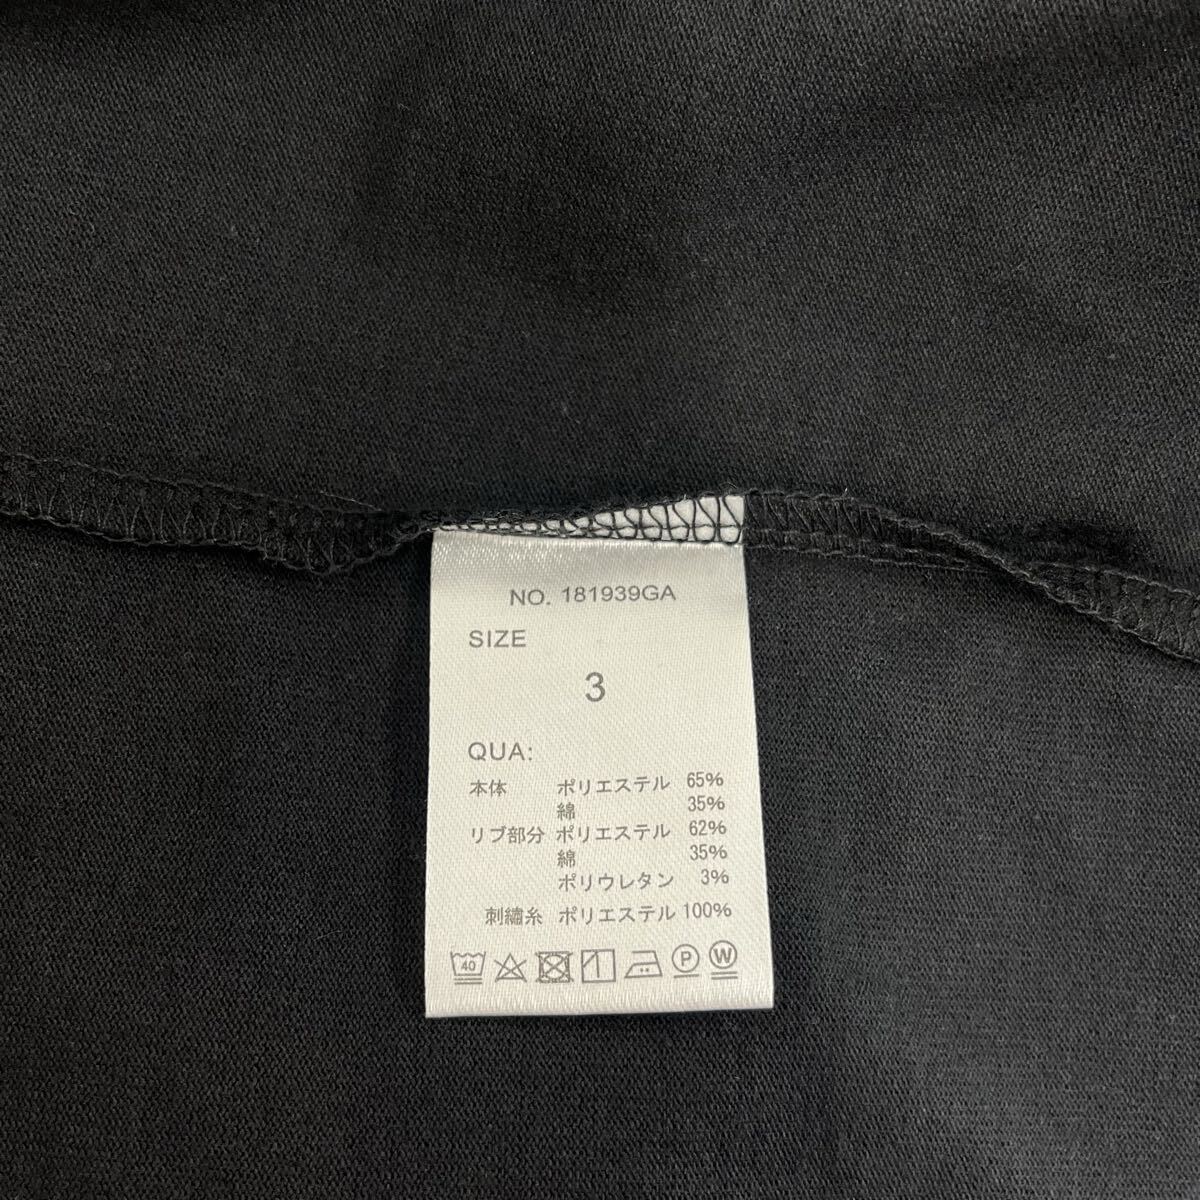 NO. 181939GA
SIZE
3
QUA:
本体 ポリエステル 65%
綿 35%
リブ部分 ポリエステル 62%
綿 35%
ポリウレタン 3%
刺繍糸 ポリエステル 100%
40 P W